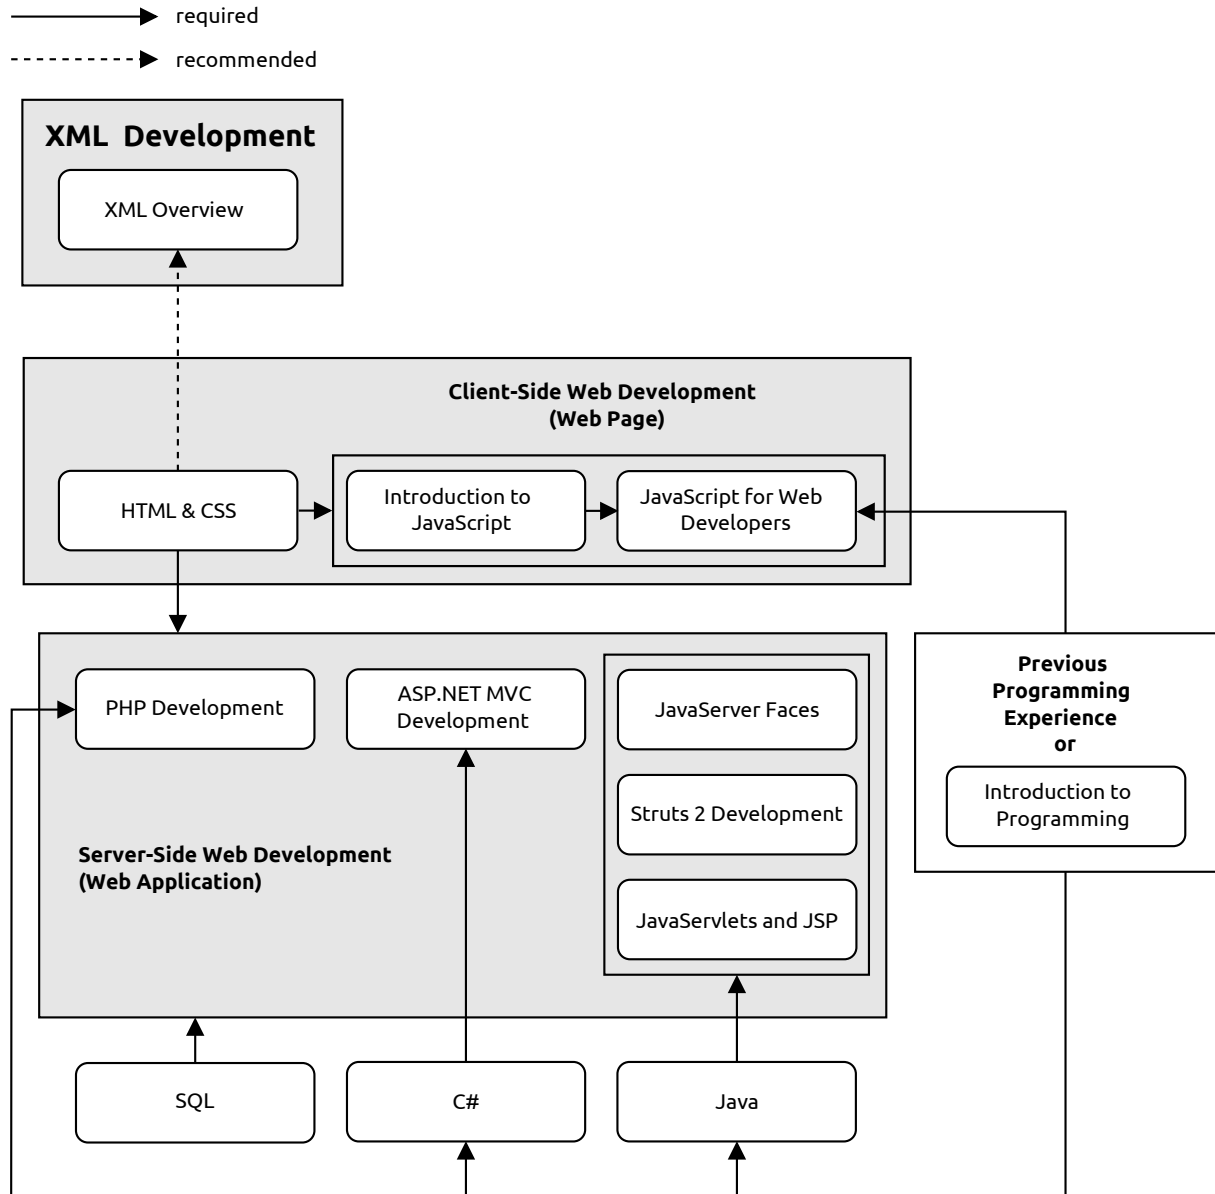 required
recommended
XML Development
XML Overview
Client-Side Web Development
(Web Page)
HTML & CSS
Introduction to
JavaScript
JavaScript for Web
Developers
PHP Development
ASP.NET MVC
Development
JavaServer Faces
Struts 2 Development
JavaServlets and JSP
Server-Side Web Development
(Web Application)
Previous
Programming
Experience
or
Introduction to
Programming
SQL
C#
Java